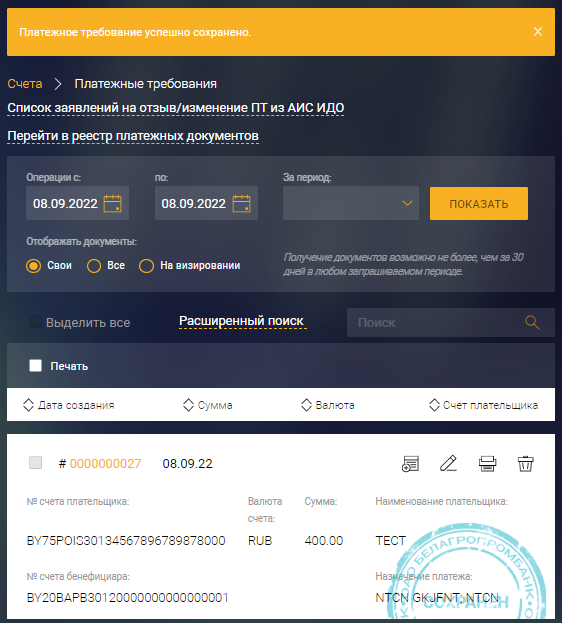 Платежное требование успешно сохранено.
Счета > Платежные требования
Список заявлений на отзыв/изменение ПТ из АИС ИДО
Перейти в реестр платежных документов
Операции с: по: За период:
08.09.2022 08.09.2022 ПОКАЗАТЬ
Отображать документы:
Свои Все На визировании
Получение документов возможно не более, чем за 30
дней в любом запрашиваемом периоде.
Выделить все Расширенный поиск Поиск
Печать
Дата создания Сумма Валюта Счет плательщика
# 0000000027 08.09.22
№ счета плательщика: Валюта счета: Сумма: Наименование плательщика:
BY75POIS30134567896789878000 RUB 400.00 ТЕСТ
№ счета бенефициара: Назначение платежа:
BY20BAPB30120000000000000001 NTCN GKJFNT, NTCN
ОАО БЕЛАГРОПРОМБАНК
СОХРАНЕН